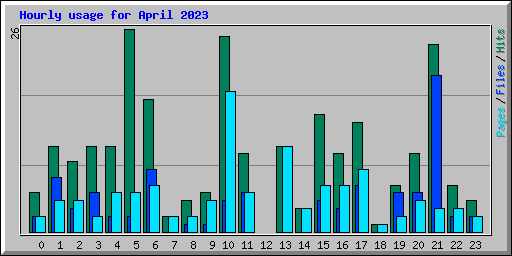 Hourly usage for April 2023
26
Pages/Files/Hits
0 1 2 3 4 5 6 7 8 9 10 11 12 13 14 15 16 17 18 19 20 21 22 23